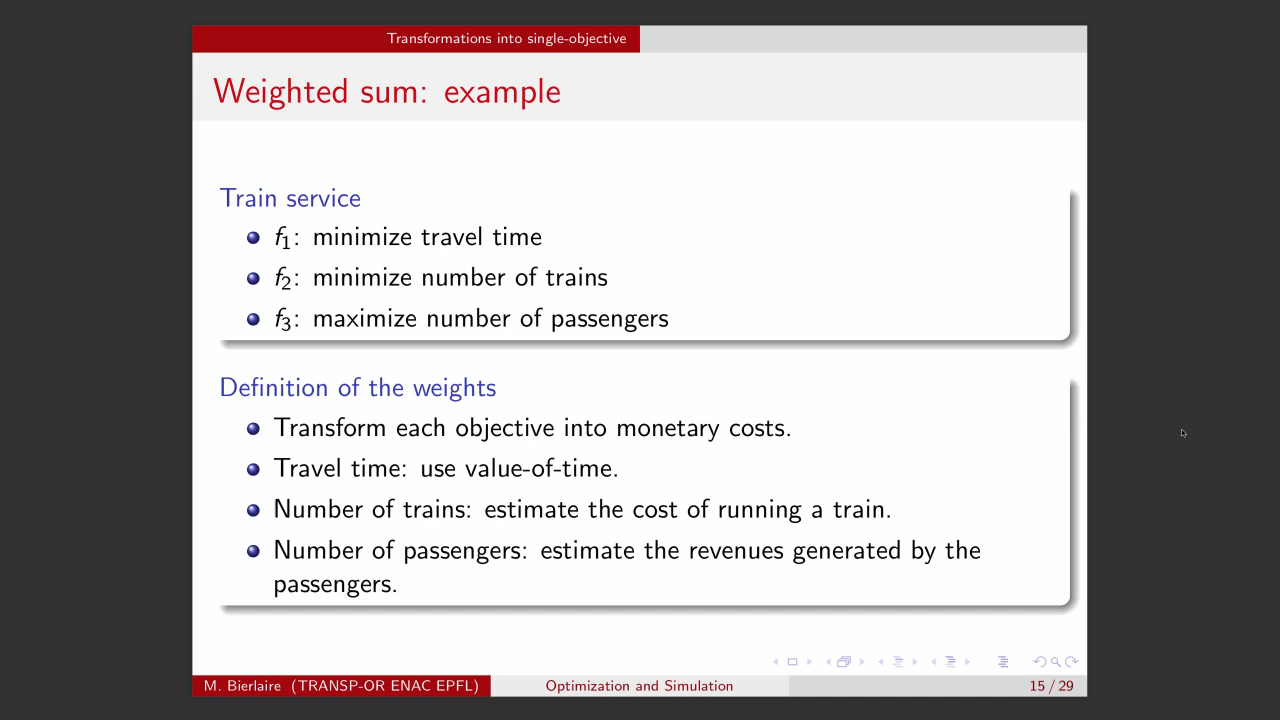 Transformations into single-objective
Weighted sum: example
Train service
f1: minimize travel time
f2: minimize number of trains
f3: maximize number of passengers
Definition of the weights
Transform each objective into monetary costs.
Travel time: use value-of-time.
Number of trains: estimate the cost of running a train.
Number of passengers: estimate the revenues generated by the
passengers.
M. Bierlaire (TRANSP-OR ENAC EPFL)
Optimization and Simulation
15 / 29